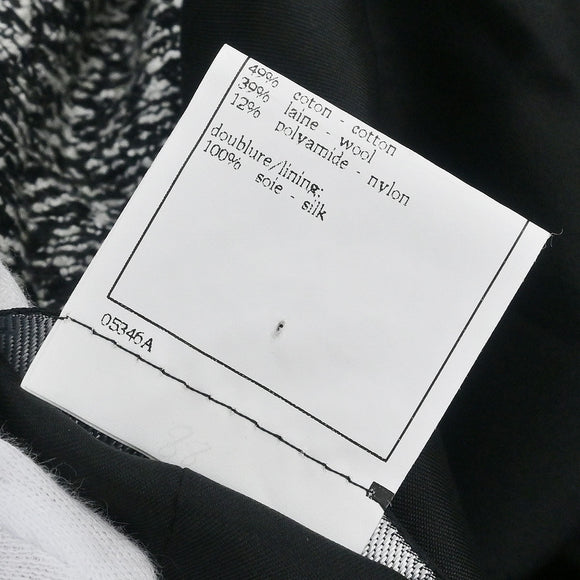 49% coton - cotton
39% laine - wool
12% polyamide - nylon
doublure/lining:
100% soie - silk
05346A